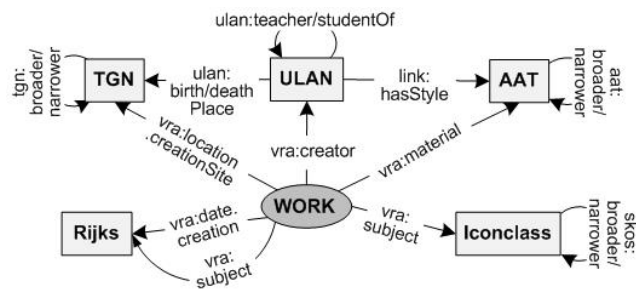 ulan:teacher/studentOf
tgn:
broader/
narrower
TGN
ulan:
birth/death
Place
ULAN
link:
hasStyle
AAT
aat:
broader/
narrower
vra:location
.creationSite
vra:creator
vra:material
WORK
Rijks
vra:date.
creation
vra:
subject
vra:
subject
Iconclass
skos:
broader/
narrower